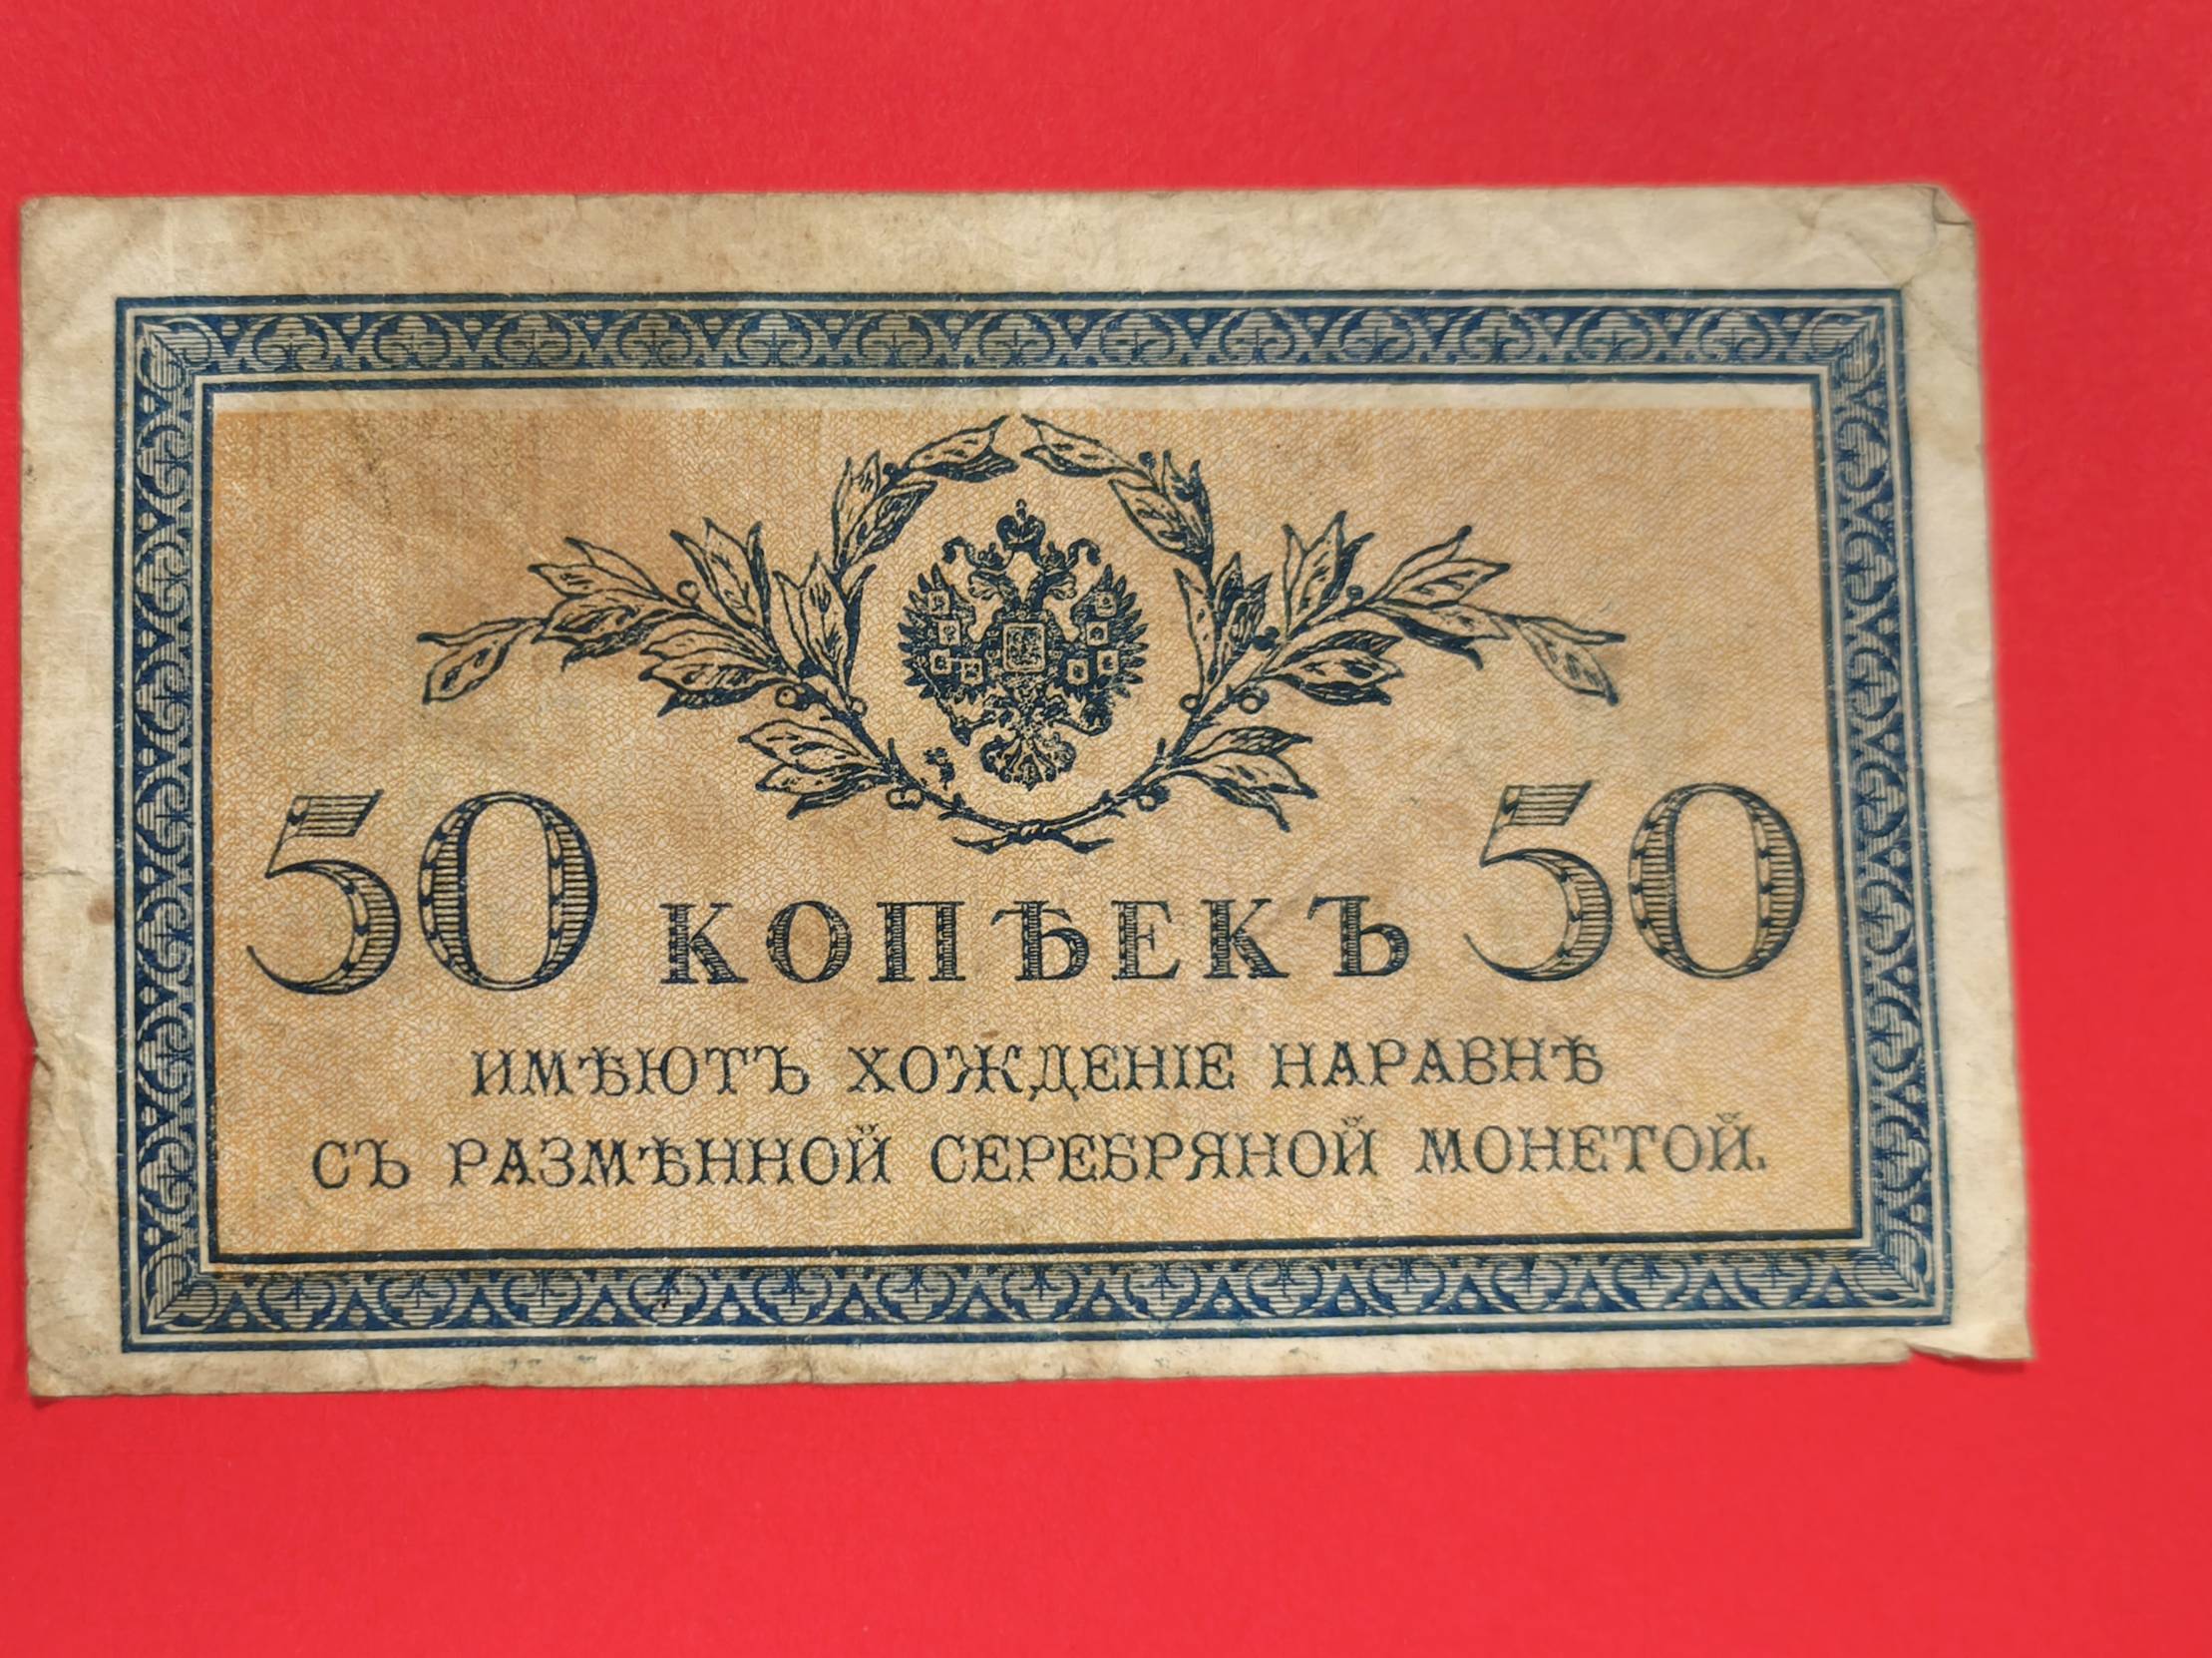 50 КОПѢЕКЪ 50
ИМѢЮТЪ ХОЖДЕНІЕ НАРАВНѢ
СЪ РАЗМѢННОЙ СЕРЕБРЯНОЙ МОНЕТОЙ.